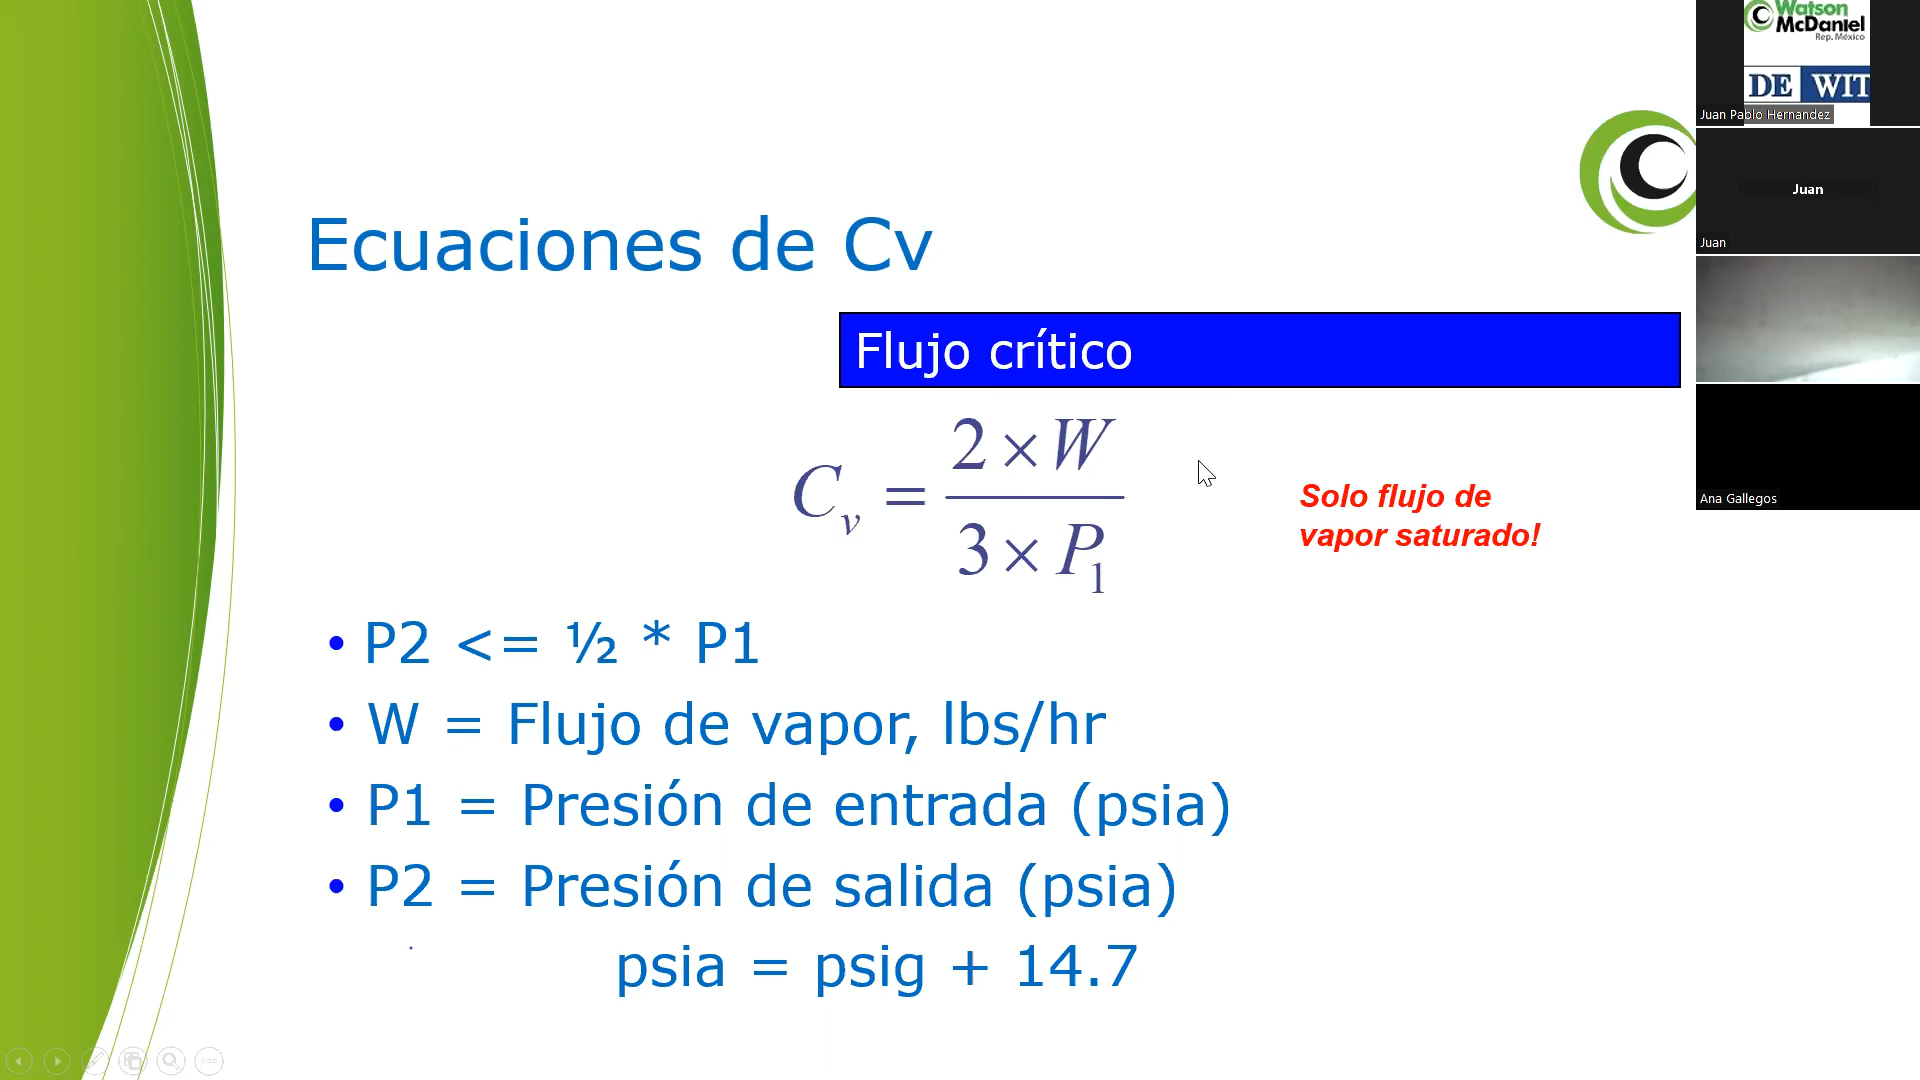 Ecuaciones de Cv
Flujo crítico
C_v = (2 × W) / (3 × P_1)
Solo flujo de
vapor saturado!
• P2 <= ½ * P1
• W = Flujo de vapor, lbs/hr
• P1 = Presión de entrada (psia)
• P2 = Presión de salida (psia)
psia = psig + 14.7
Watson
McDaniel
Rep. México
DE WIT
Juan Pablo Hernandez
Juan
Juan
Ana Gallegos